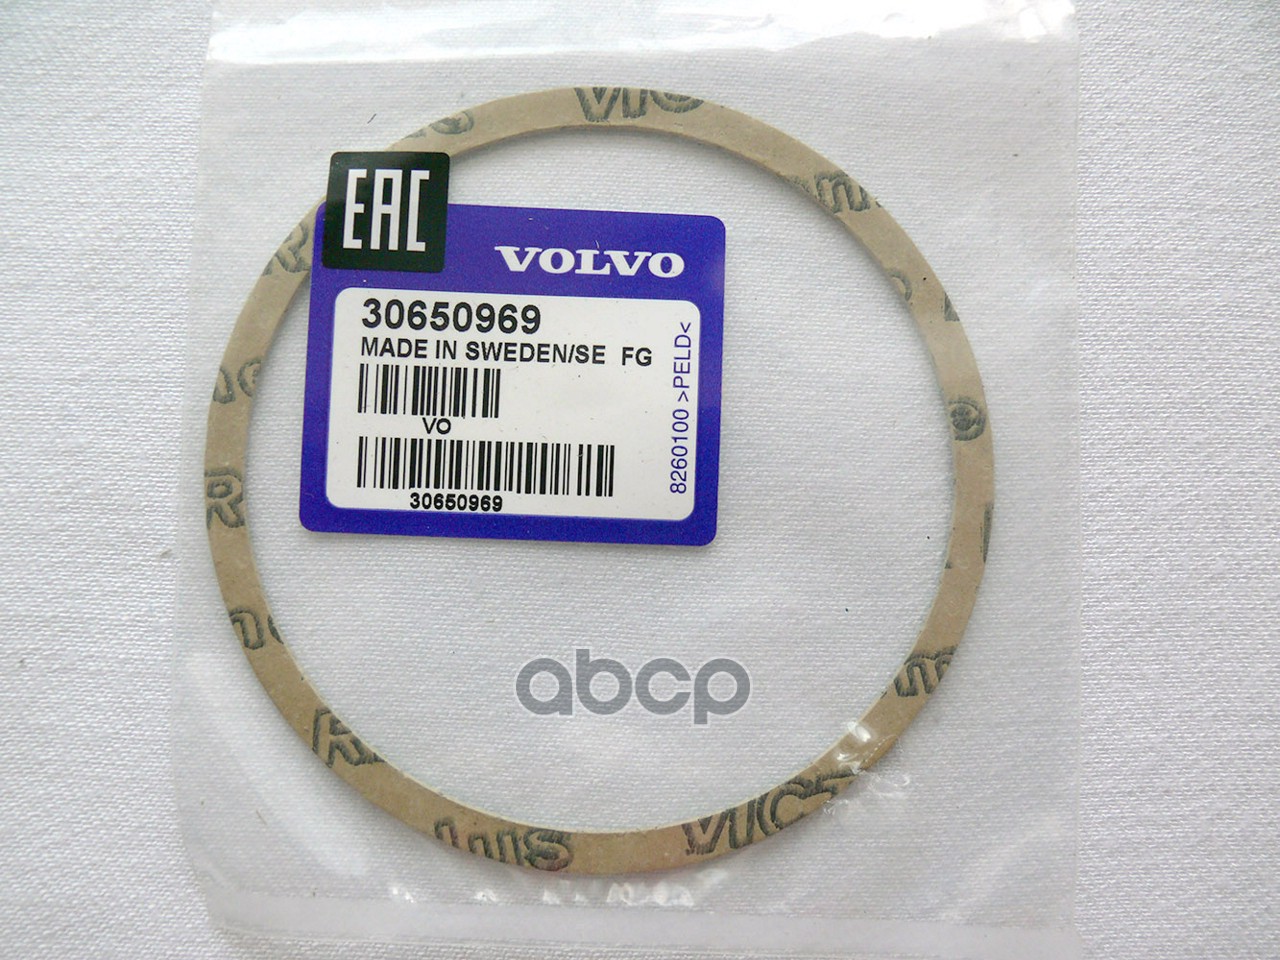 EAC
VOLVO
30650969
MADE IN SWEDEN/SE FG
VO
30650969
8260100 >PELD<
abcp